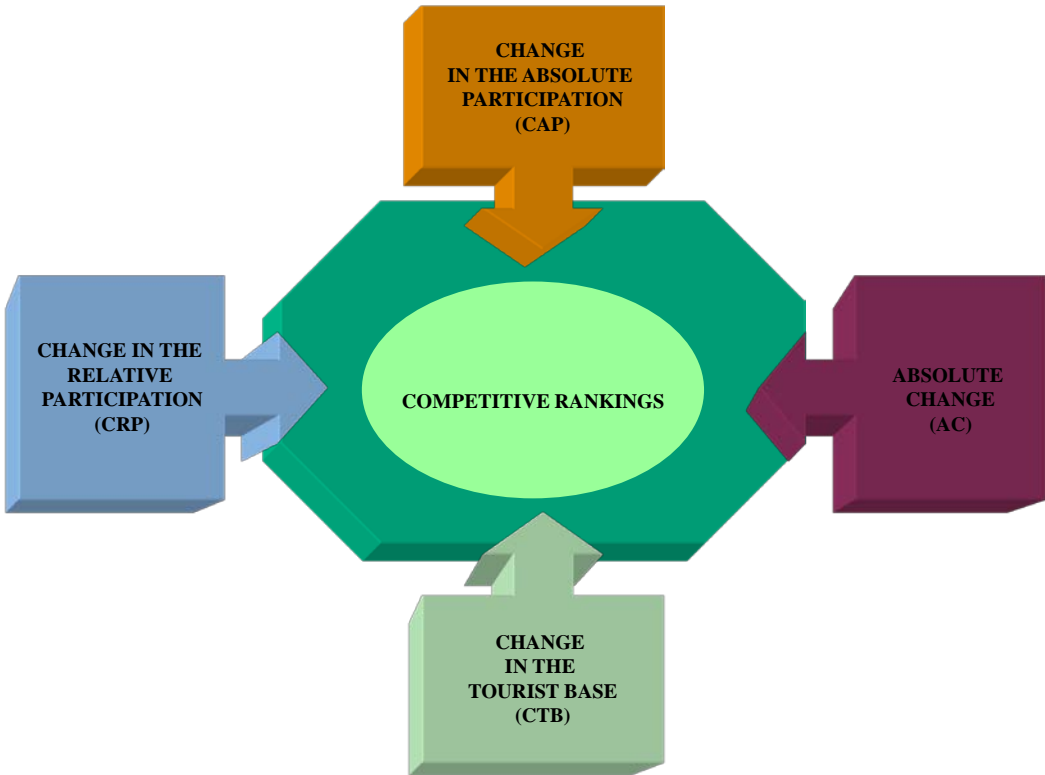 CHANGE
IN THE ABSOLUTE
PARTICIPATION
(CAP)
CHANGE IN THE
RELATIVE
PARTICIPATION
(CRP)
COMPETITIVE RANKINGS
ABSOLUTE
CHANGE
(AC)
CHANGE
IN THE
TOURIST BASE
(CTB)